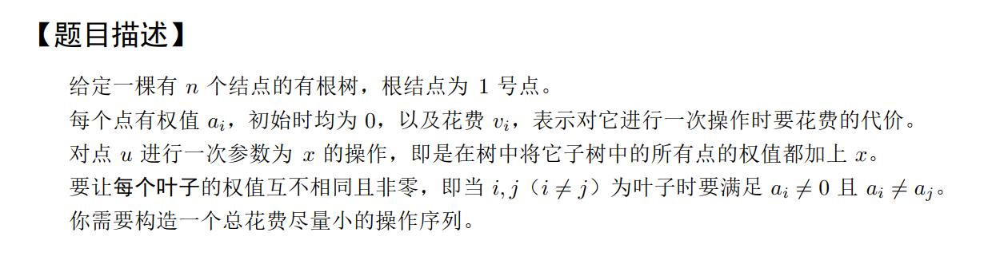 【题目描述】
给定一棵有 n 个结点的有根树，根结点为 1 号点。
每个点有权值 a_i，初始时均为 0，以及花费 v_i，表示对它进行一次操作时要花费的代价。
对点 u 进行一次参数为 x 的操作，即是在树中将它子树中的所有点的权值都加上 x。
要让每个叶子的权值互不相同且非零，即当 i, j（i ≠ j）为叶子时要满足 a_i ≠ 0 且 a_i ≠ a_j。
你需要构造一个总花费尽量小的操作序列。